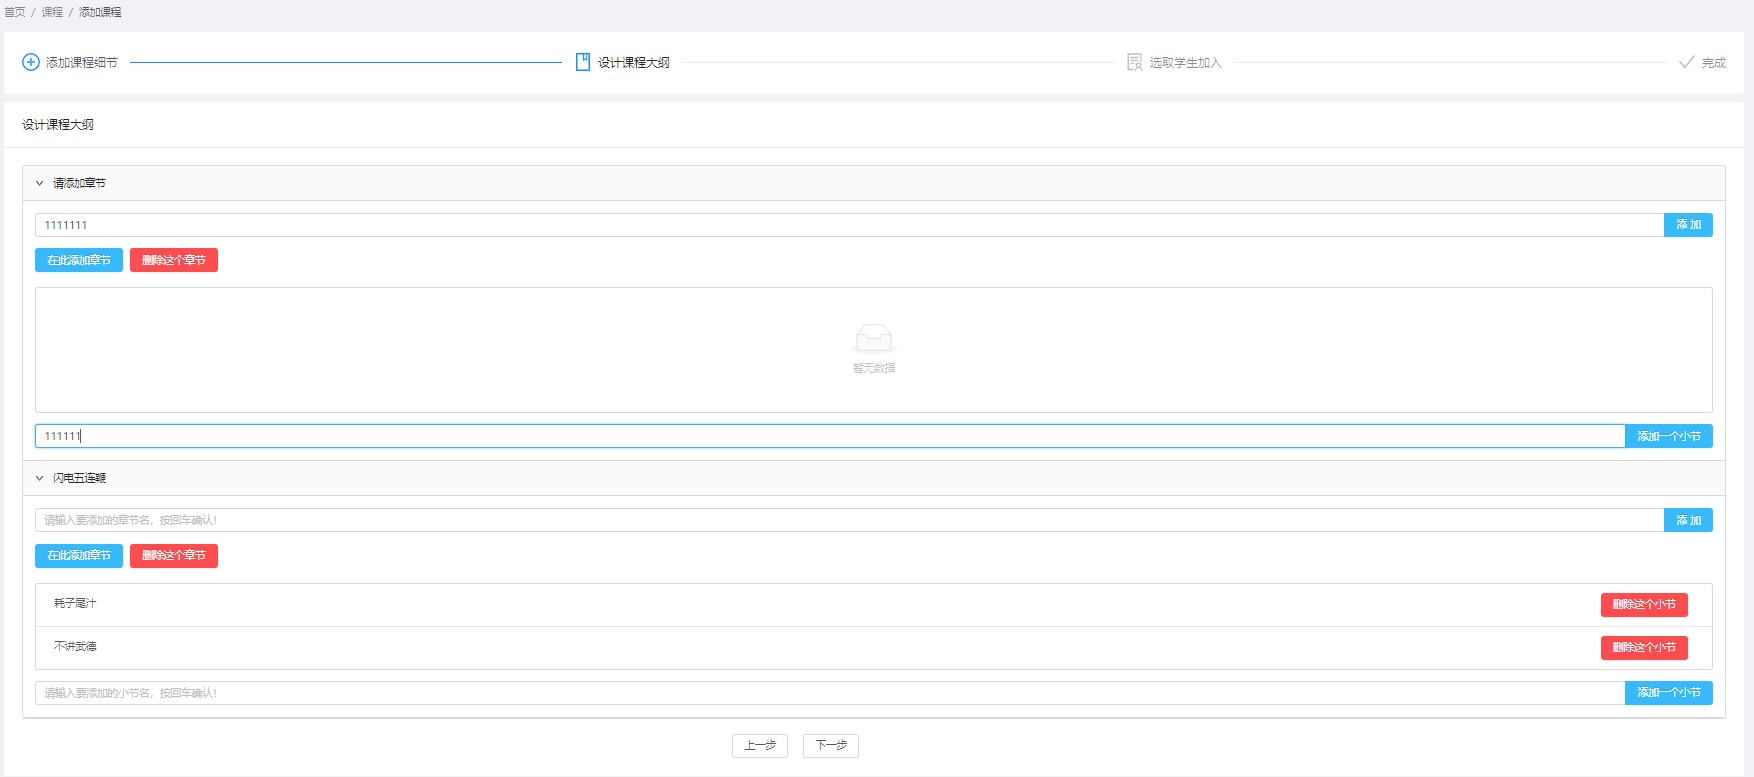 首页 / 课程 / 添加课程
添加课程细节 设计课程大纲 选取学生加入 完成
设计课程大纲
请添加章节
1111111 添 加
在此添加章节 删除这个章节
暂无数据
111111 添加一个小节
闪电五连鞭
请输入要添加的章节名，按回车确认！ 添 加
在此添加章节 删除这个章节
耗子尾汁 删除这个小节
不讲武德 删除这个小节
请输入要添加的小节名，按回车确认！ 添加一个小节
上一步 下一步